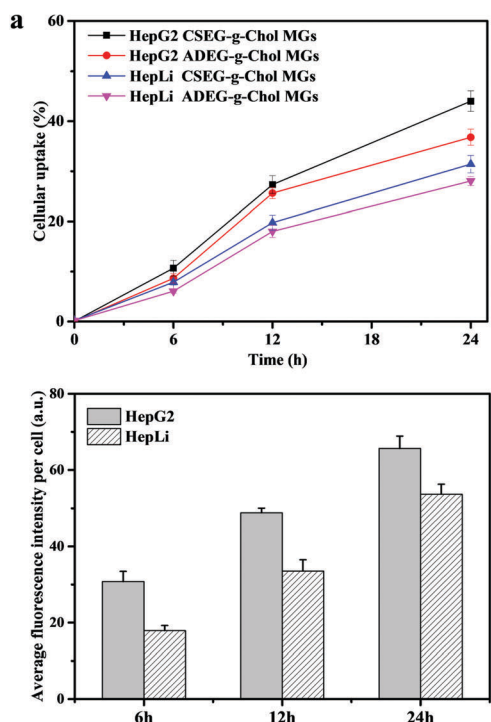 a
HepG2 CSEG-g-Chol MGs
HepG2 ADEG-g-Chol MGs
HepLi CSEG-g-Chol MGs
HepLi ADEG-g-Chol MGs
Cellular uptake (%)
60
40
20
0
0 6 12 18 24
Time (h)
HepG2
HepLi
Average fluorescence intensity per cell (a.u.)
80
60
40
20
0
6h 12h 24h